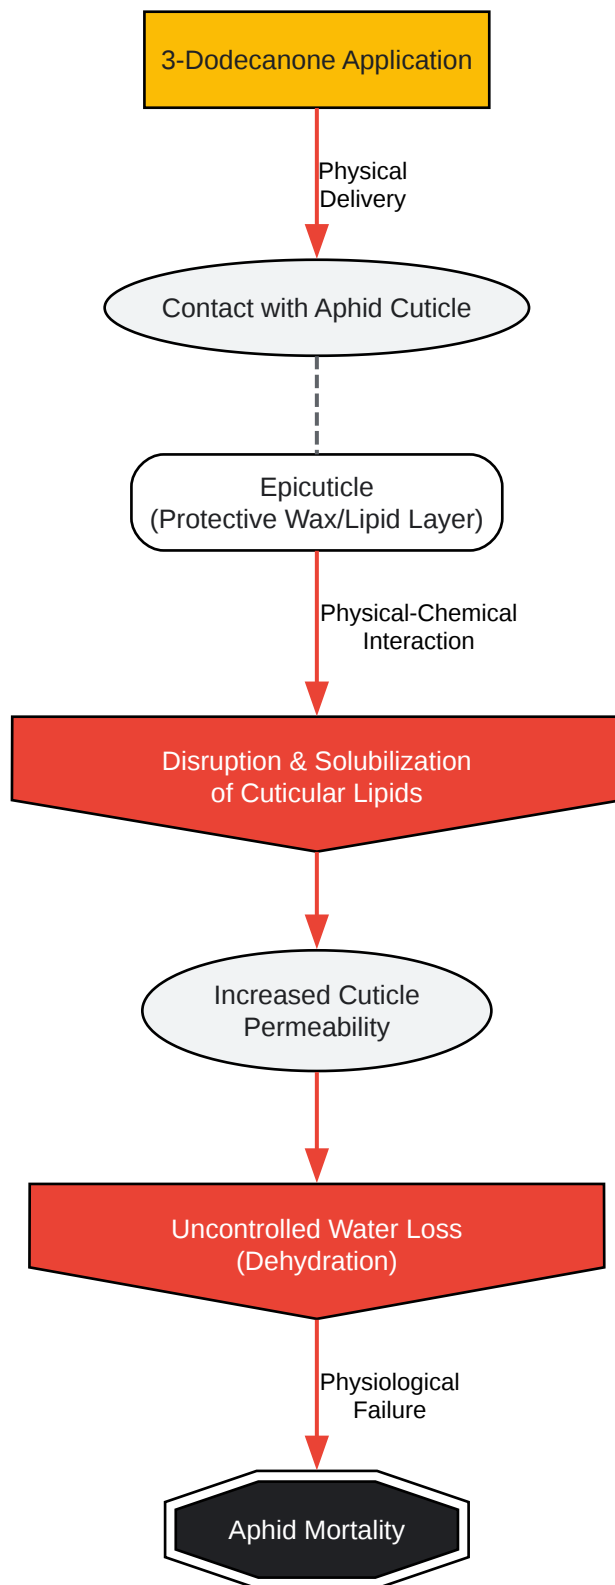 3-Dodecanone Application
Physical
Delivery
Contact with Aphid Cuticle
Epicuticle
(Protective Wax/Lipid Layer)
Physical-Chemical
Interaction
Disruption & Solubilization
of Cuticular Lipids
Increased Cuticle
Permeability
Uncontrolled Water Loss
(Dehydration)
Physiological
Failure
Aphid Mortality